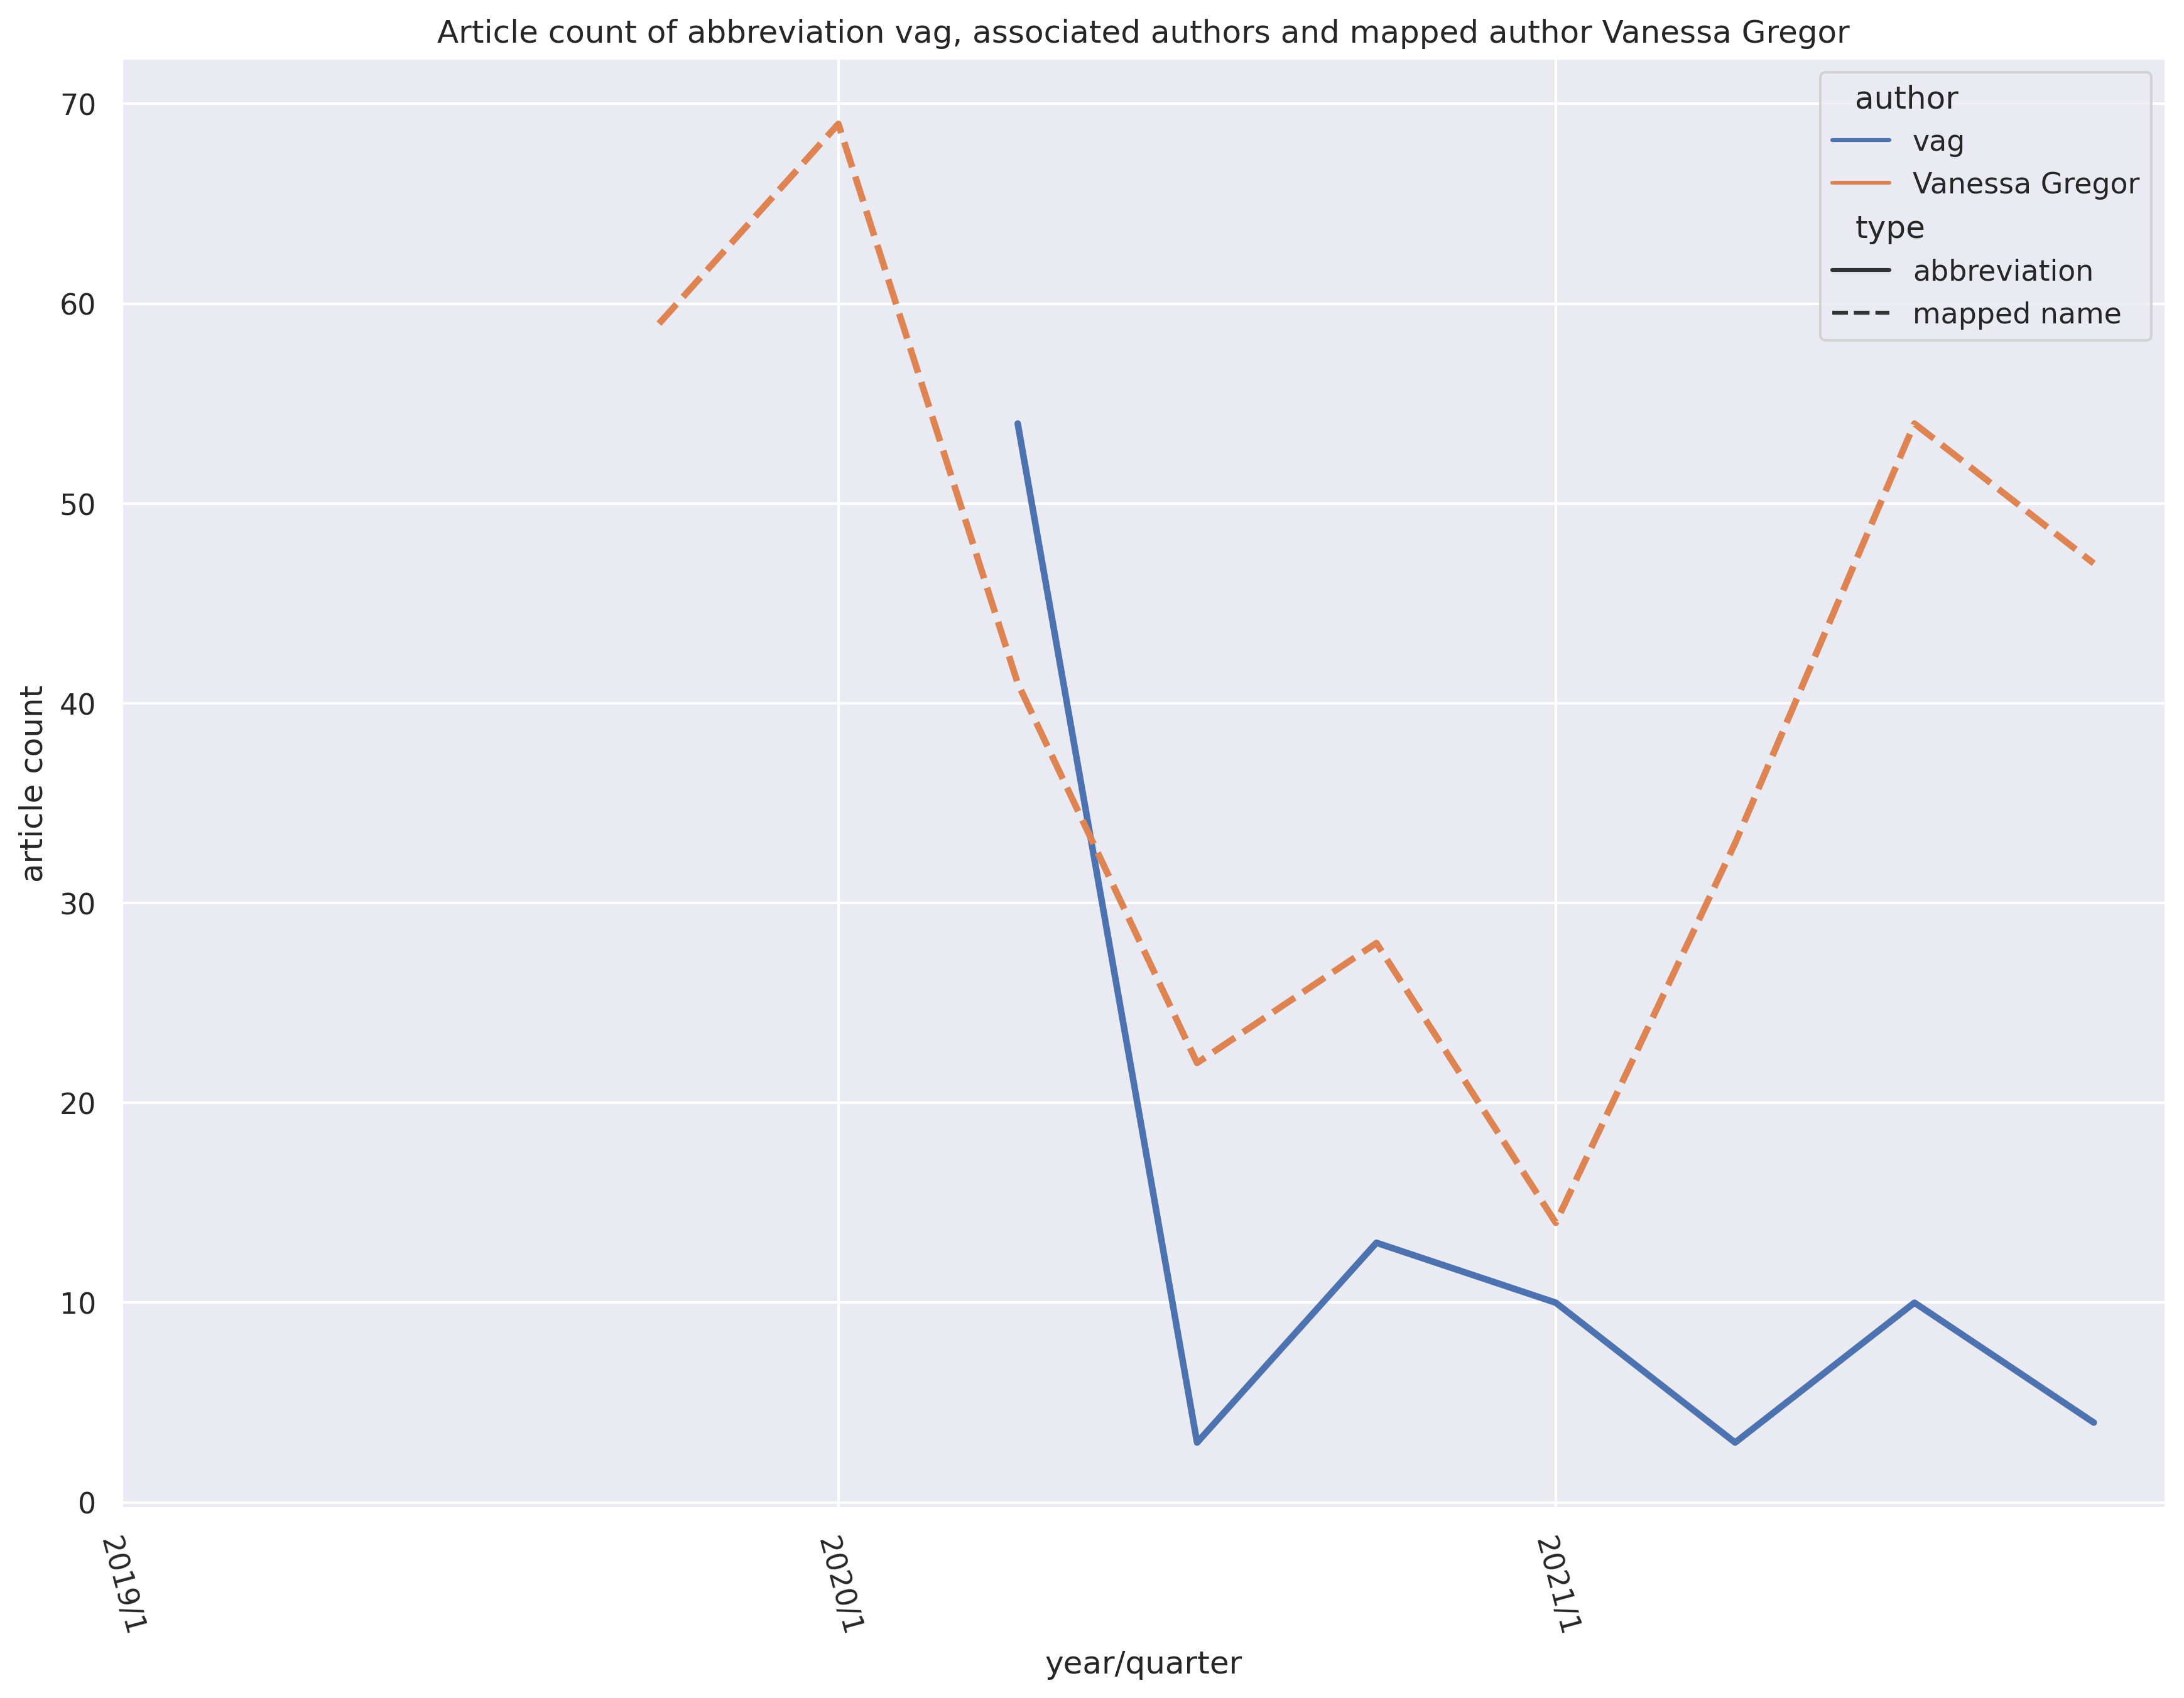 Article count of abbreviation vag, associated authors and mapped author Vanessa Gregor
author
vag
Vanessa Gregor
type
abbreviation
mapped name
70
60
50
40
30
20
10
0
article count
2019/1
2020/1
2021/1
year/quarter